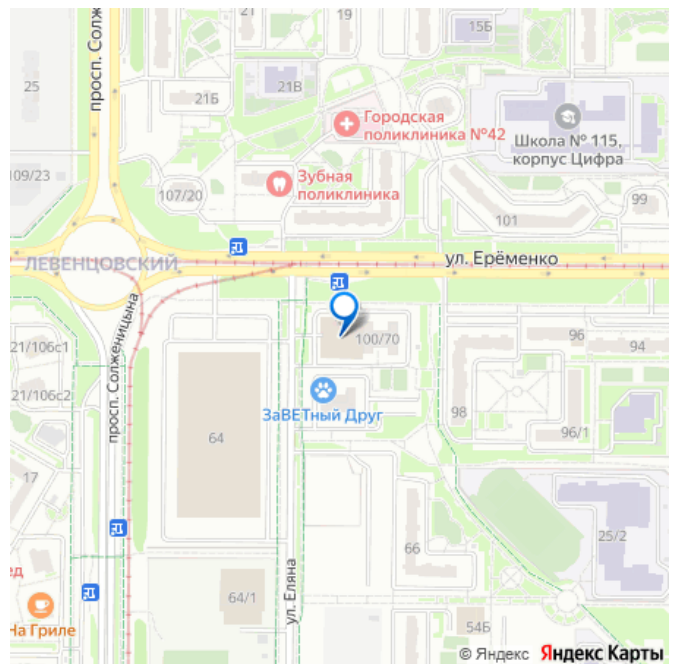 21
19
15Б
просп. Солж
25
21Б
21В
Городская
поликлиника №42
Школа № 115,
корпус Цифра
109/23
107/20
Зубная
поликлиника
99
101
ЛЕВЕНЦОВСКИЙ
ул. Ерёменко
просп. Солженицына
21/106с1
100/70
96
94
21/106с2
ЗаВЕТный Друг
98
96/1
64
17
66
25/2
ед
64/1
ул. Еляна
На Гриле
54Б
© Яндекс Яндекс Карты